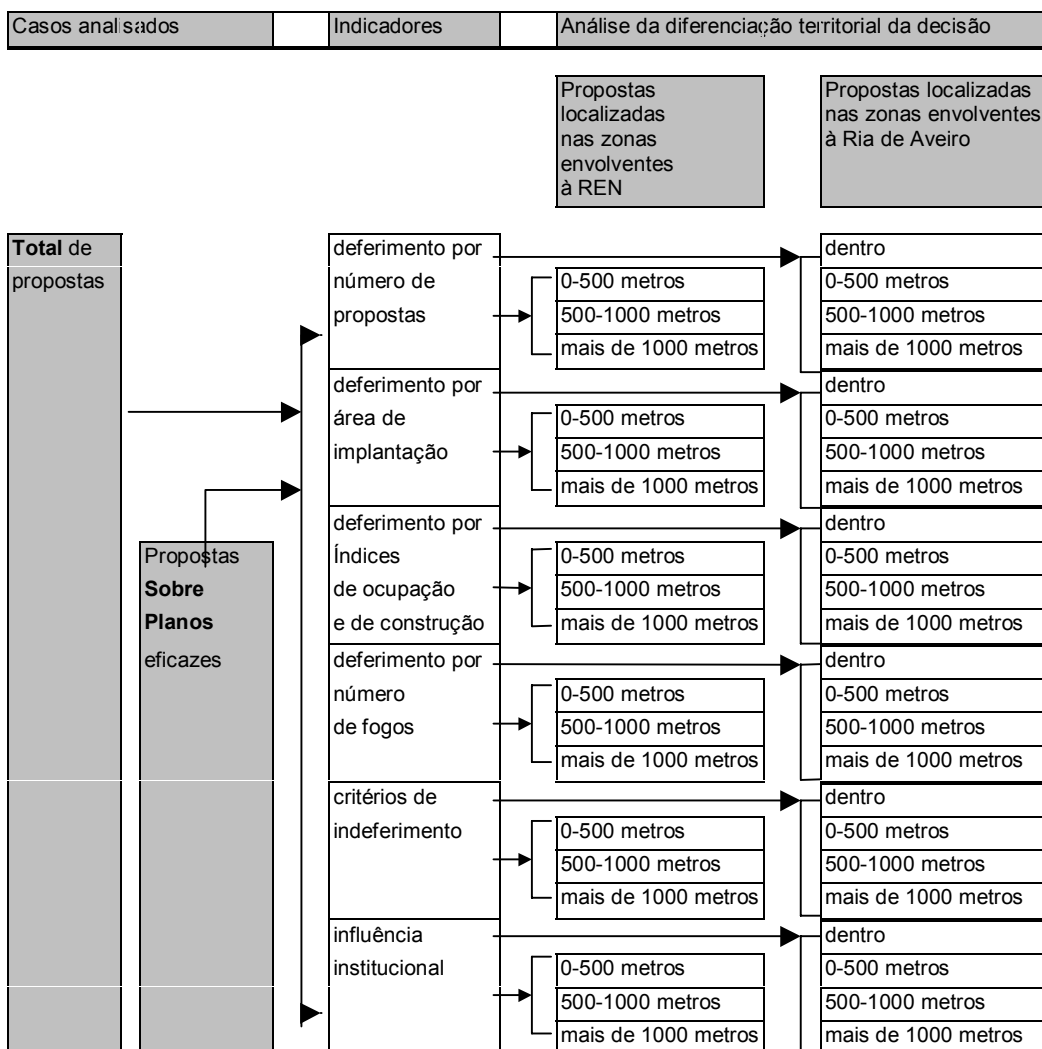 Casos analisados
Indicadores
Análise da diferenciação territorial da decisão
Propostas
localizadas
nas zonas
envolventes
à REN
Propostas localizadas
nas zonas envolventes
à Ria de Aveiro
Total de
propostas
Propostas
Sobre
Planos
eficazes
deferimento por
número de
propostas
0-500 metros
500-1000 metros
mais de 1000 metros
dentro
0-500 metros
500-1000 metros
mais de 1000 metros
deferimento por
área de
implantação
0-500 metros
500-1000 metros
mais de 1000 metros
dentro
0-500 metros
500-1000 metros
mais de 1000 metros
deferimento por
Índices
de ocupação
e de construção
0-500 metros
500-1000 metros
mais de 1000 metros
dentro
0-500 metros
500-1000 metros
mais de 1000 metros
deferimento por
número
de fogos
0-500 metros
500-1000 metros
mais de 1000 metros
dentro
0-500 metros
500-1000 metros
mais de 1000 metros
critérios de
indeferimento
0-500 metros
500-1000 metros
mais de 1000 metros
dentro
0-500 metros
500-1000 metros
mais de 1000 metros
influência
institucional
0-500 metros
500-1000 metros
mais de 1000 metros
dentro
0-500 metros
500-1000 metros
mais de 1000 metros